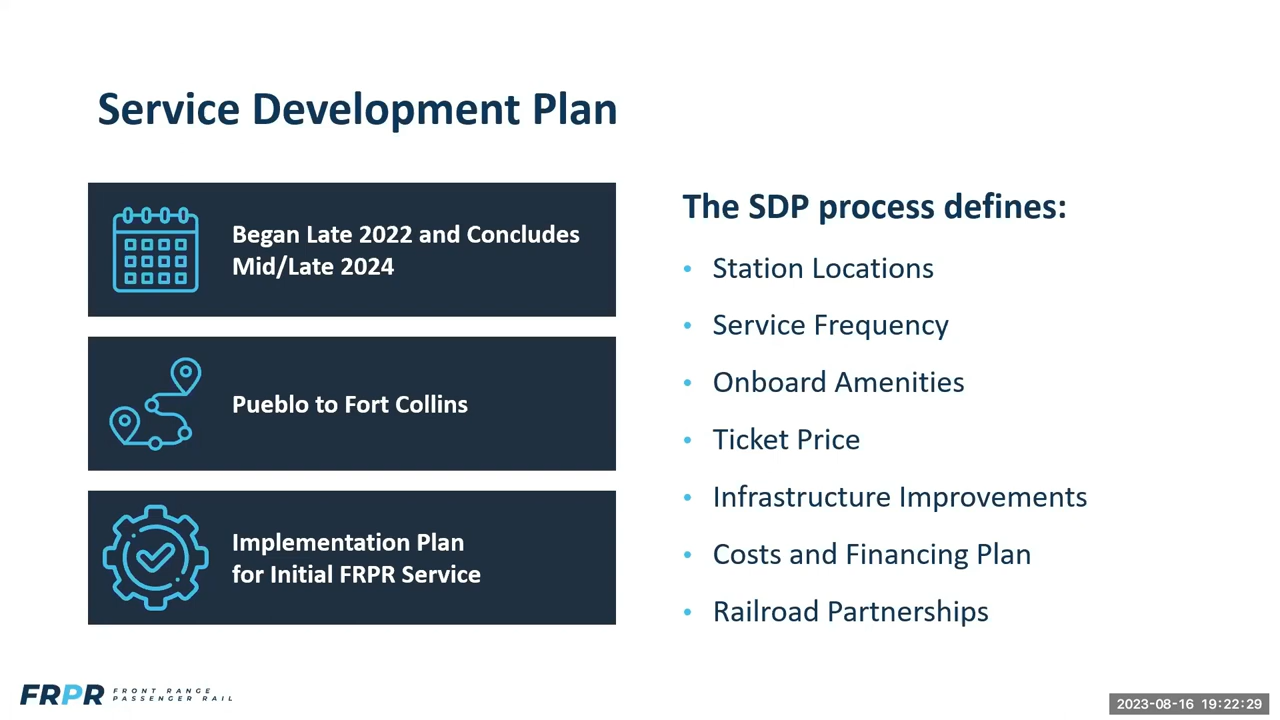 Service Development Plan
Began Late 2022 and Concludes
Mid/Late 2024
Pueblo to Fort Collins
Implementation Plan
for Initial FRPR Service
The SDP process defines:
• Station Locations
• Service Frequency
• Onboard Amenities
• Ticket Price
• Infrastructure Improvements
• Costs and Financing Plan
• Railroad Partnerships
FRPR
FRONT RANGE
PASSENGER RAIL
2023-08-16 19:22:29